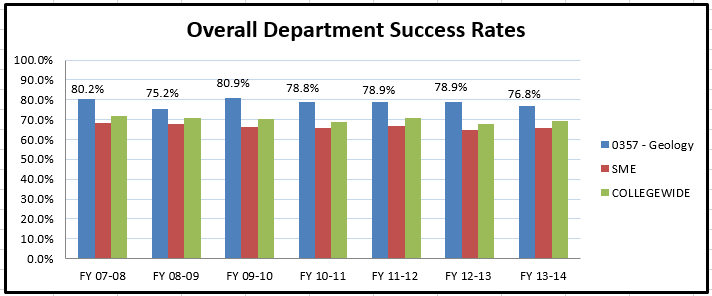 Overall Department Success Rates
100.0%
90.0%
80.0%
70.0%
60.0%
50.0%
40.0%
30.0%
20.0%
10.0%
0.0%
80.2%
75.2%
80.9%
78.8%
78.9%
78.9%
76.8%
FY 07-08
FY 08-09
FY 09-10
FY 10-11
FY 11-12
FY 12-13
FY 13-14
0357 - Geology
SME
COLLEGEWIDE